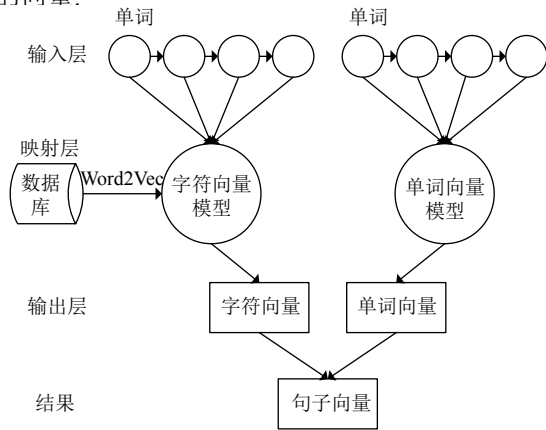 的向量.
单词
单词
输入层
映射层
数据
库
Word2Vec
字符向量
模型
单词向量
模型
输出层
字符向量
单词向量
结果
句子向量